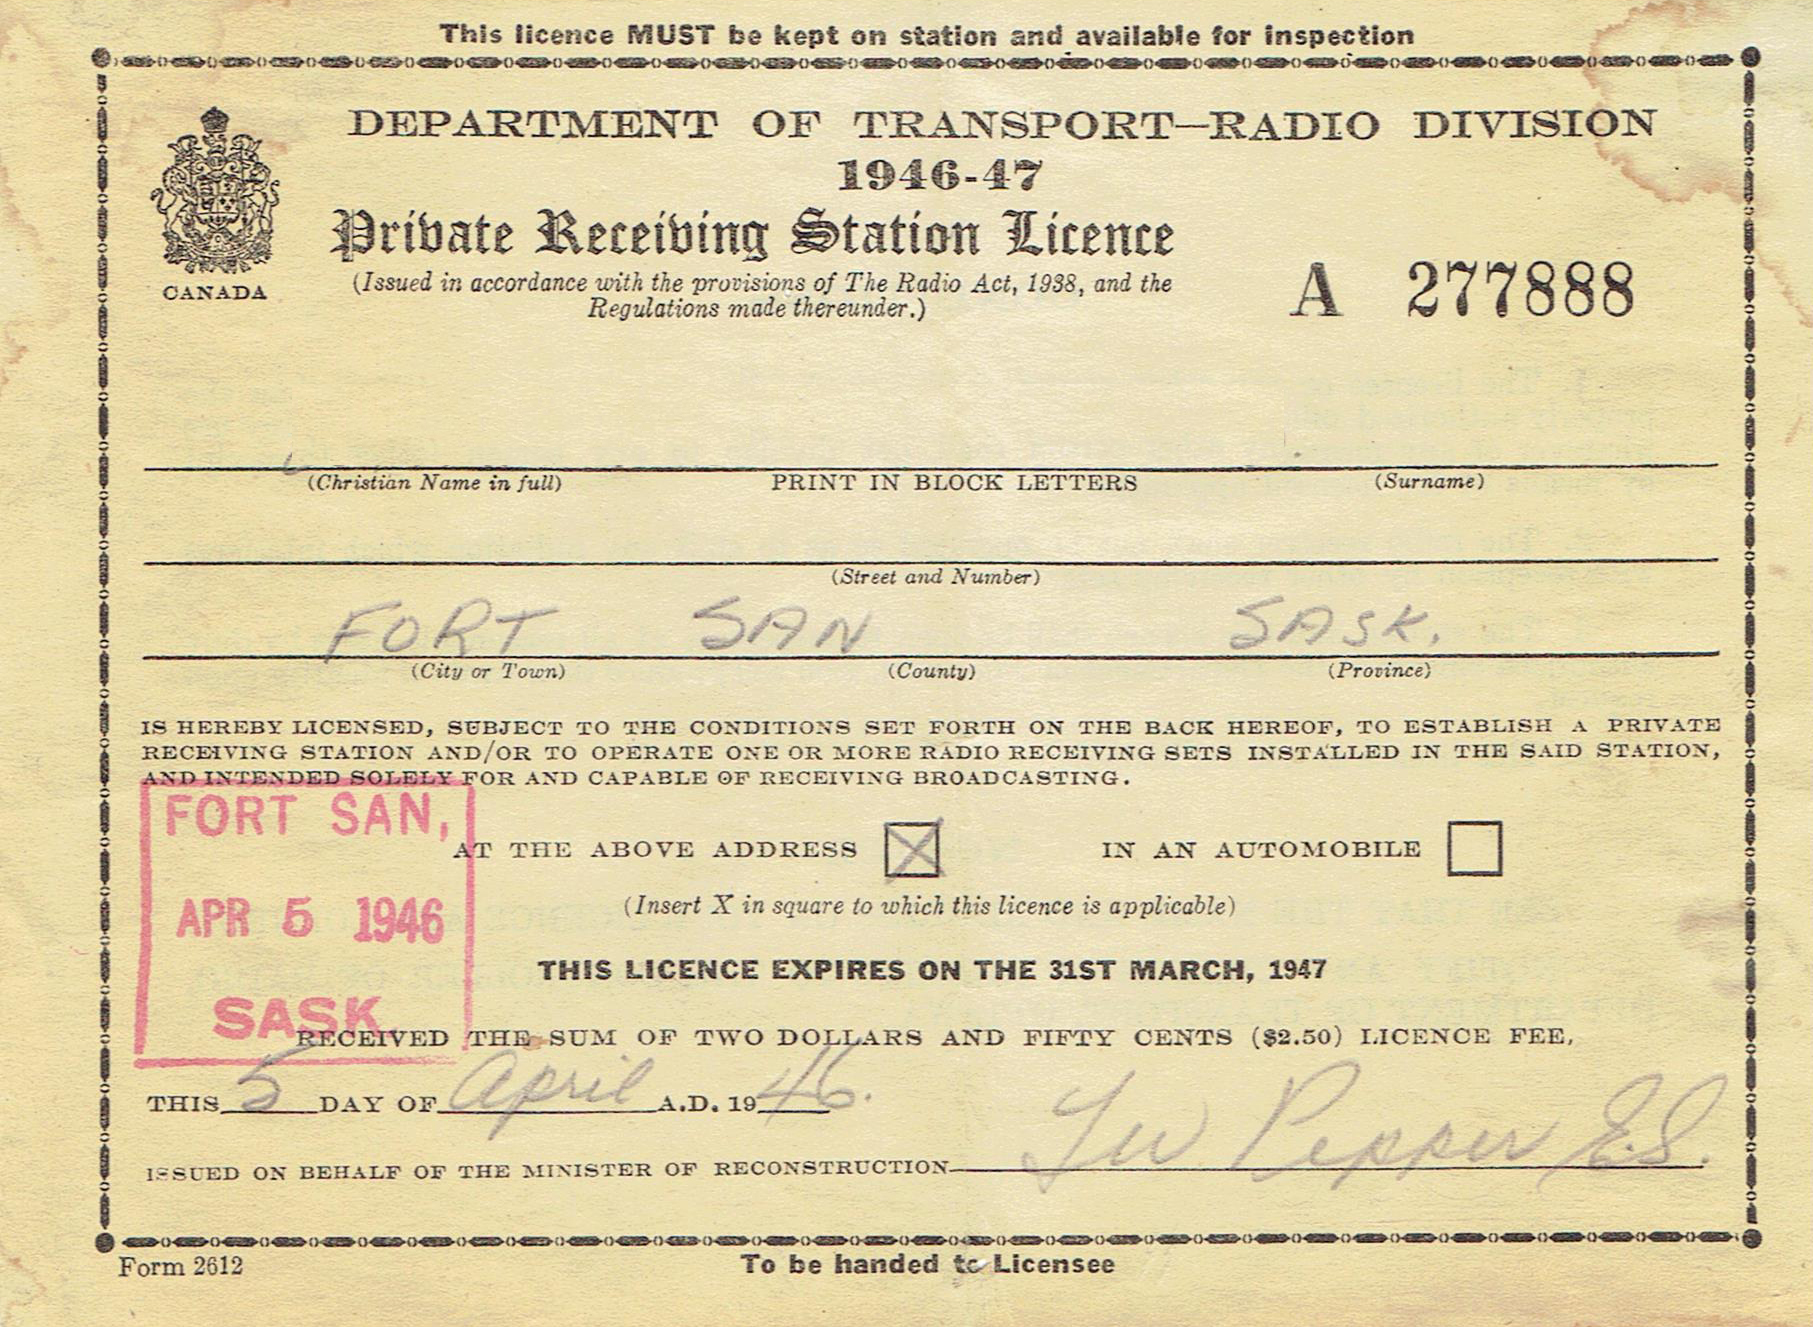 This licence MUST be kept on station and available for inspection
DEPARTMENT OF TRANSPORT—RADIO DIVISION
1946-47
Private Receiving Station Licence
(Issued in accordance with the provisions of The Radio Act, 1938, and the
Regulations made thereunder.)
CANADA
A 277888
(Christian Name in full) PRINT IN BLOCK LETTERS (Surname)
(Street and Number)
FORT SAN SASK.
(City or Town) (County) (Province)
IS HEREBY LICENSED, SUBJECT TO THE CONDITIONS SET FORTH ON THE BACK HEREOF, TO ESTABLISH A PRIVATE
RECEIVING STATION AND/OR TO OPERATE ONE OR MORE RADIO RECEIVING SETS INSTALLED IN THE SAID STATION,
AND INTENDED SOLELY FOR AND CAPABLE OF RECEIVING BROADCASTING.
FORT SAN,
AT THE ABOVE ADDRESS X IN AN AUTOMOBILE
(Insert X in square to which this licence is applicable)
APR 5 1946
THIS LICENCE EXPIRES ON THE 31ST MARCH, 1947
SASK.
RECEIVED THE SUM OF TWO DOLLARS AND FIFTY CENTS ($2.50) LICENCE FEE,
THIS 5 DAY OF April A.D. 1946.
ISSUED ON BEHALF OF THE MINISTER OF RECONSTRUCTION Pepper
Form 2612
To be handed to Licensee